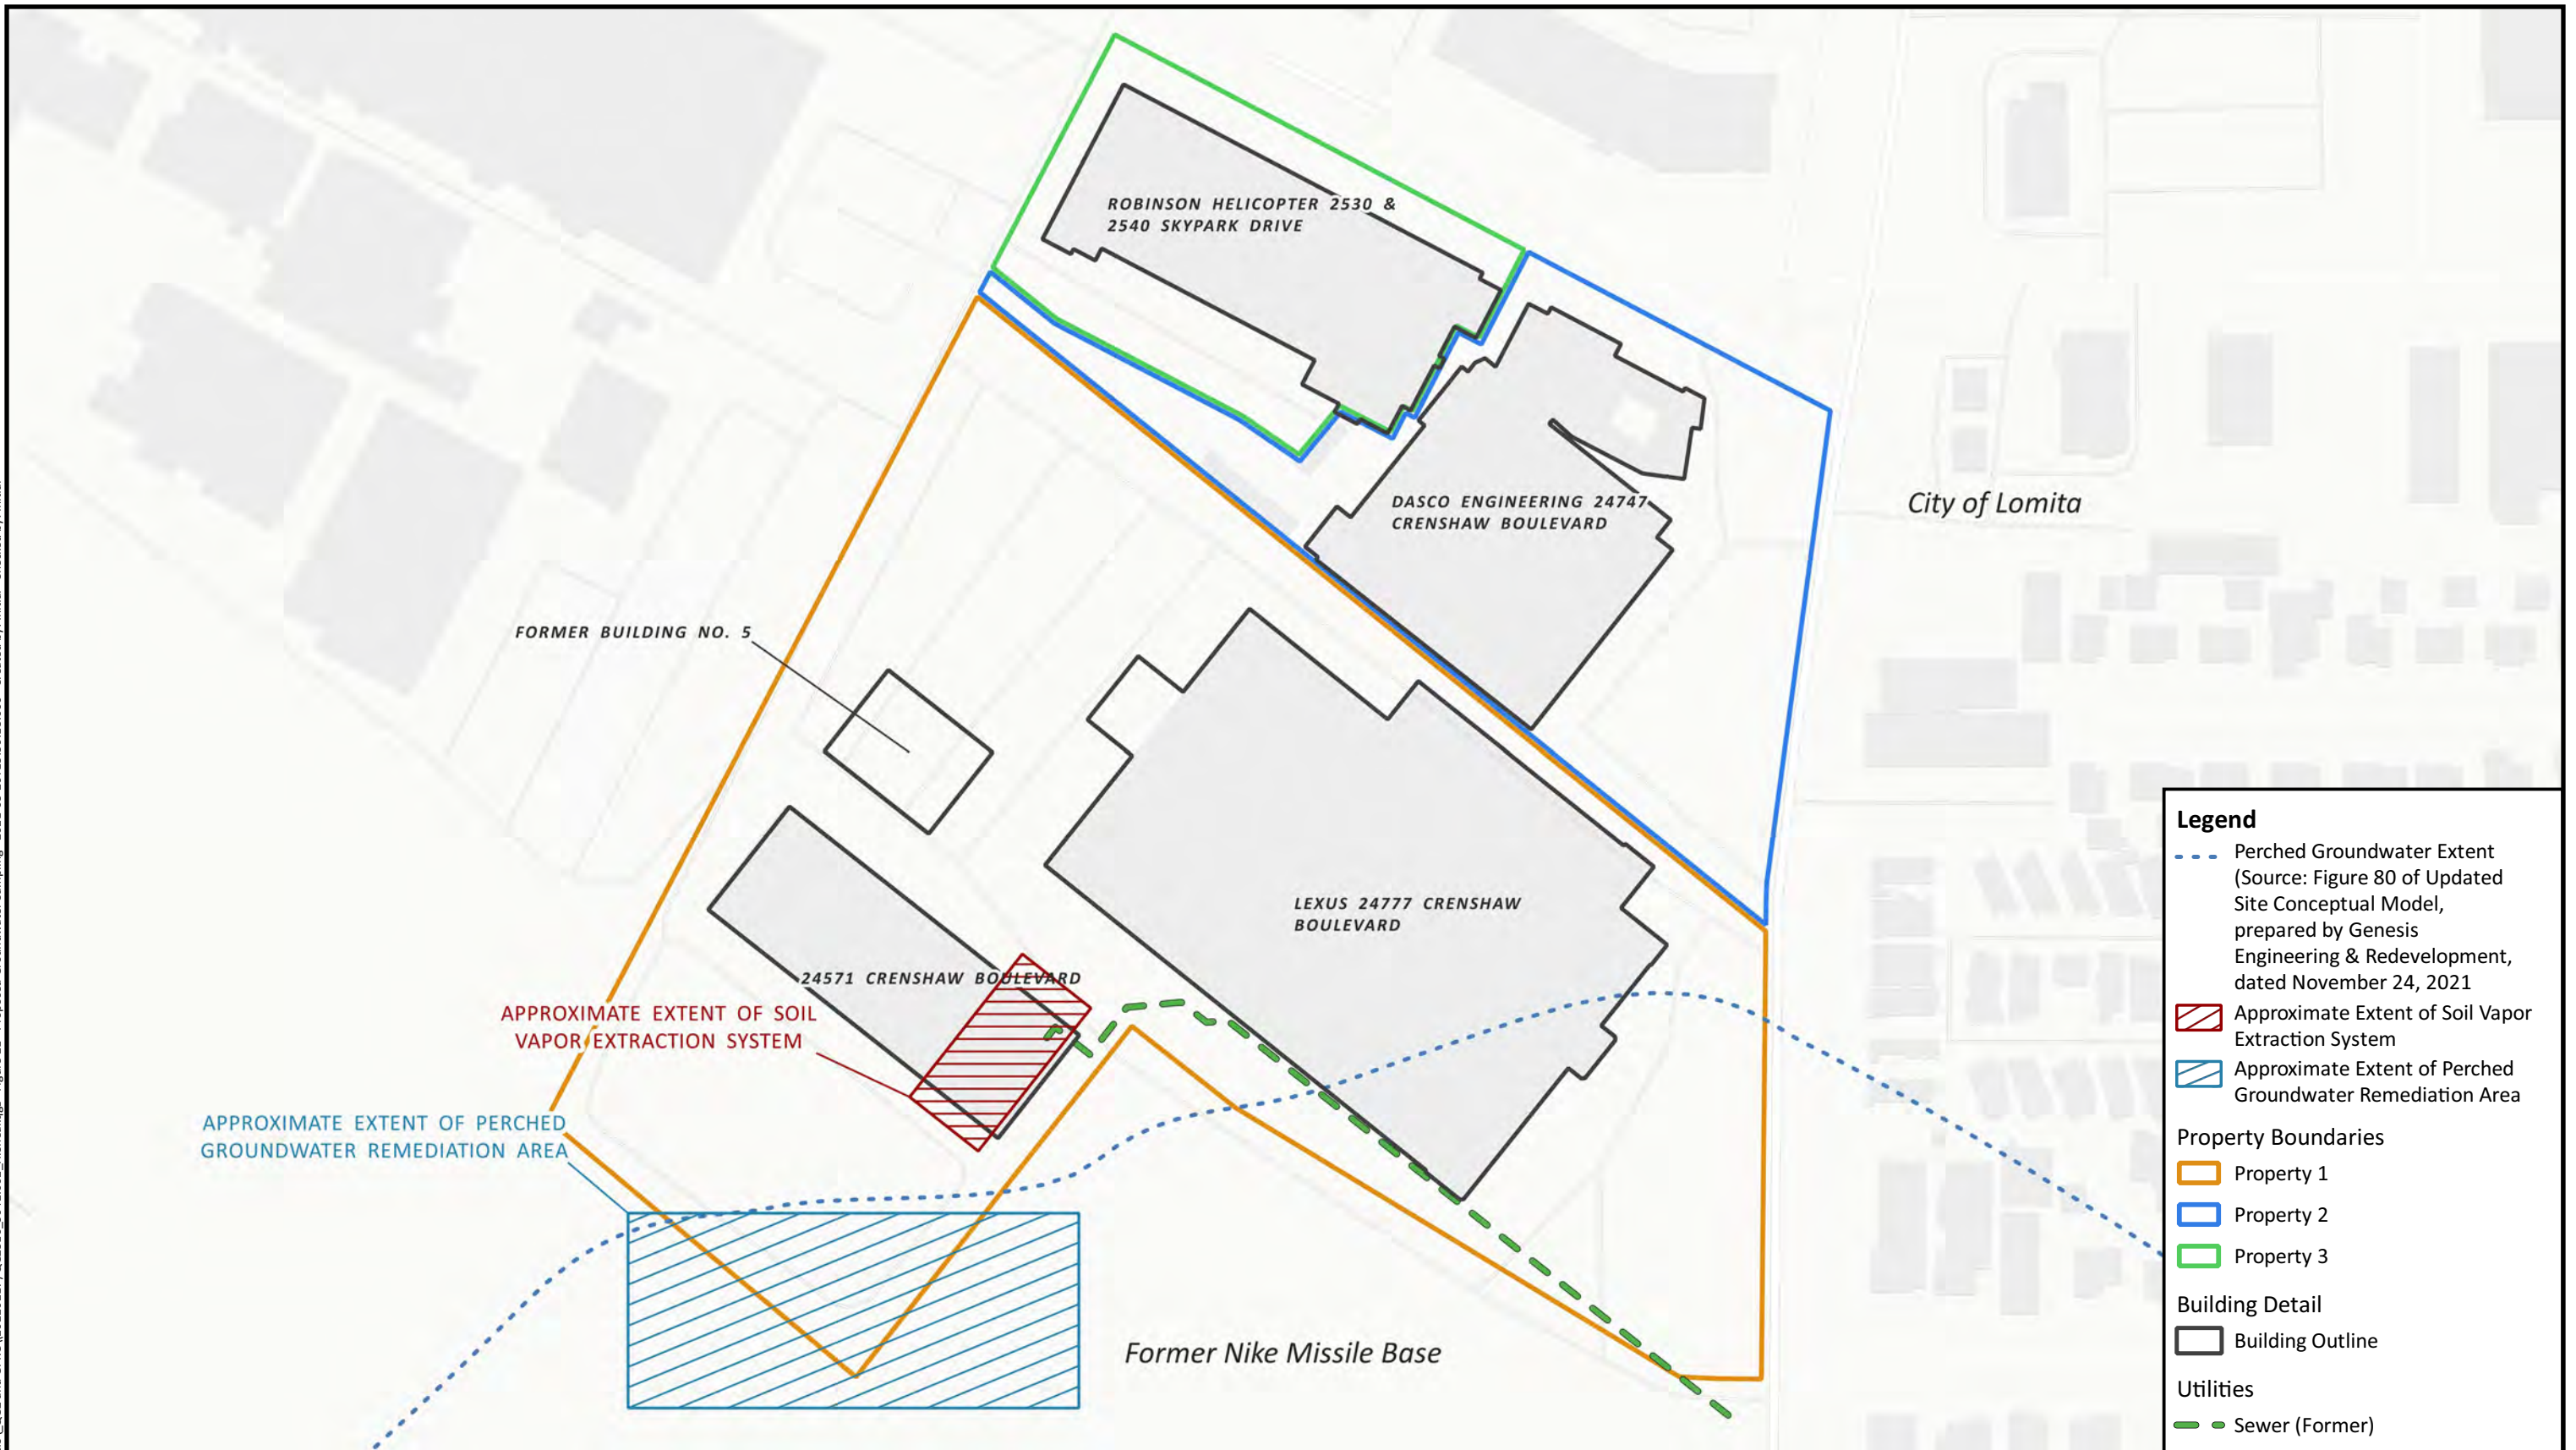 ROBINSON HELICOPTER 2530 &
2540 SKYPARK DRIVE
DASCO ENGINEERING 24747
CRENSHAW BOULEVARD
City of Lomita
FORMER BUILDING NO. 5
LEXUS 24777 CRENSHAW
BOULEVARD
24571 CRENSHAW BOULEVARD
APPROXIMATE EXTENT OF SOIL
VAPOR EXTRACTION SYSTEM
APPROXIMATE EXTENT OF PERCHED
GROUNDWATER REMEDIATION AREA
Former Nike Missile Base
Legend
Perched Groundwater Extent
(Source: Figure 80 of Updated
Site Conceptual Model,
prepared by Genesis
Engineering & Redevelopment,
dated November 24, 2021
Approximate Extent of Soil Vapor
Extraction System
Approximate Extent of Perched
Groundwater Remediation Area
Property Boundaries
Property 1
Property 2
Property 3
Building Detail
Building Outline
Utilities
Sewer (Former)